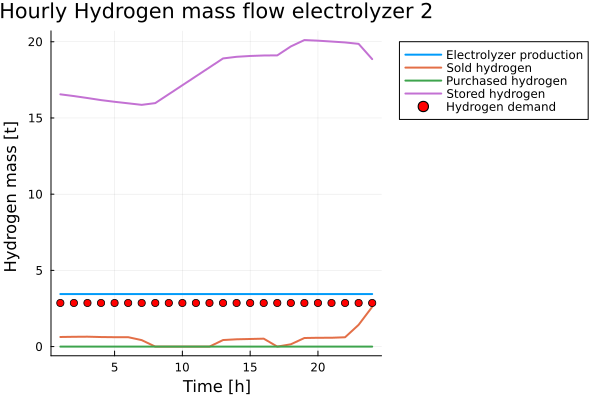 Hourly Hydrogen mass flow electrolyzer 2
Electrolyzer production
Sold hydrogen
Purchased hydrogen
Stored hydrogen
Hydrogen demand
Hydrogen mass [t]
20
15
10
5
0
5
10
15
20
Time [h]